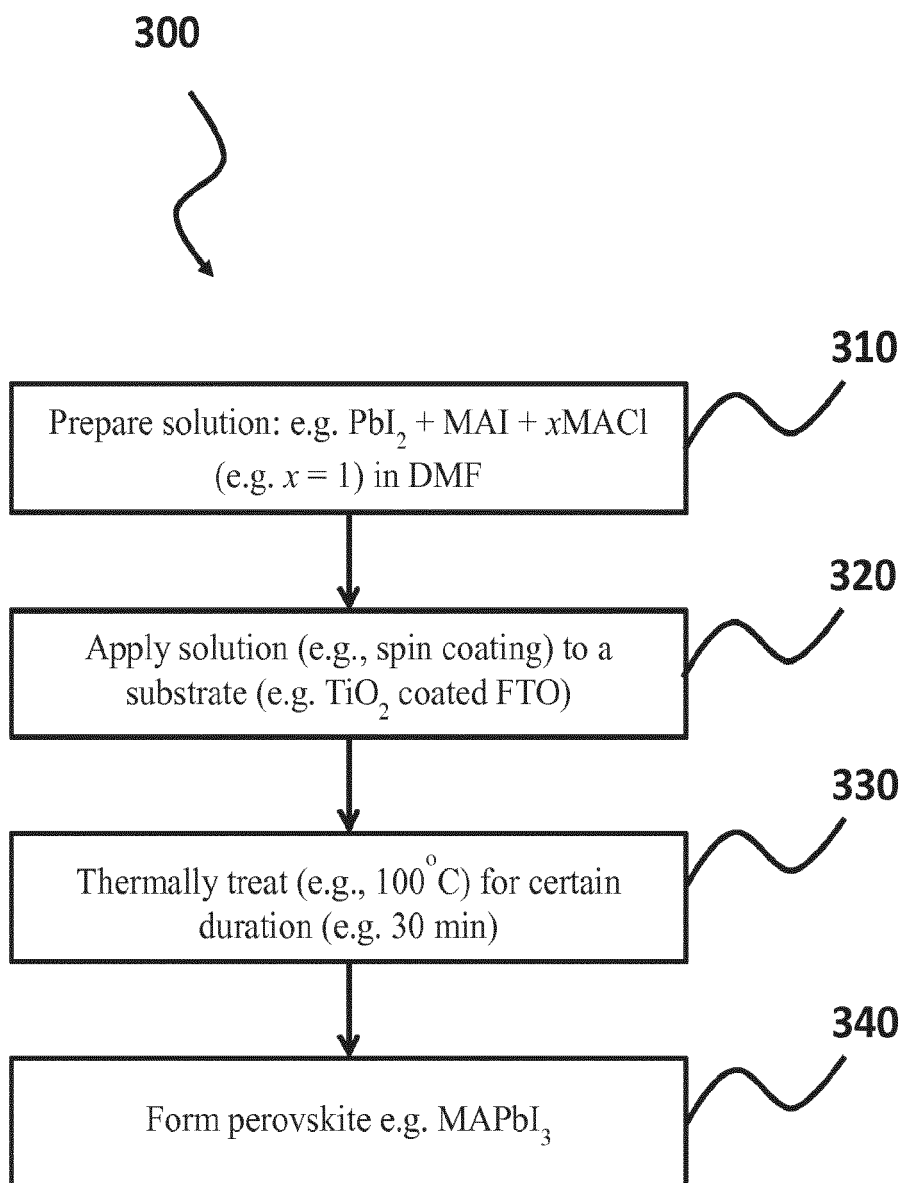 300
310
Prepare solution: e.g. PbI₂ + MAI + xMACl
(e.g. x = 1) in DMF
320
Apply solution (e.g., spin coating) to a
substrate (e.g. TiO₂ coated FTO)
330
Thermally treat (e.g., 100°C) for certain
duration (e.g. 30 min)
340
Form perovskite e.g. MAPbI₃